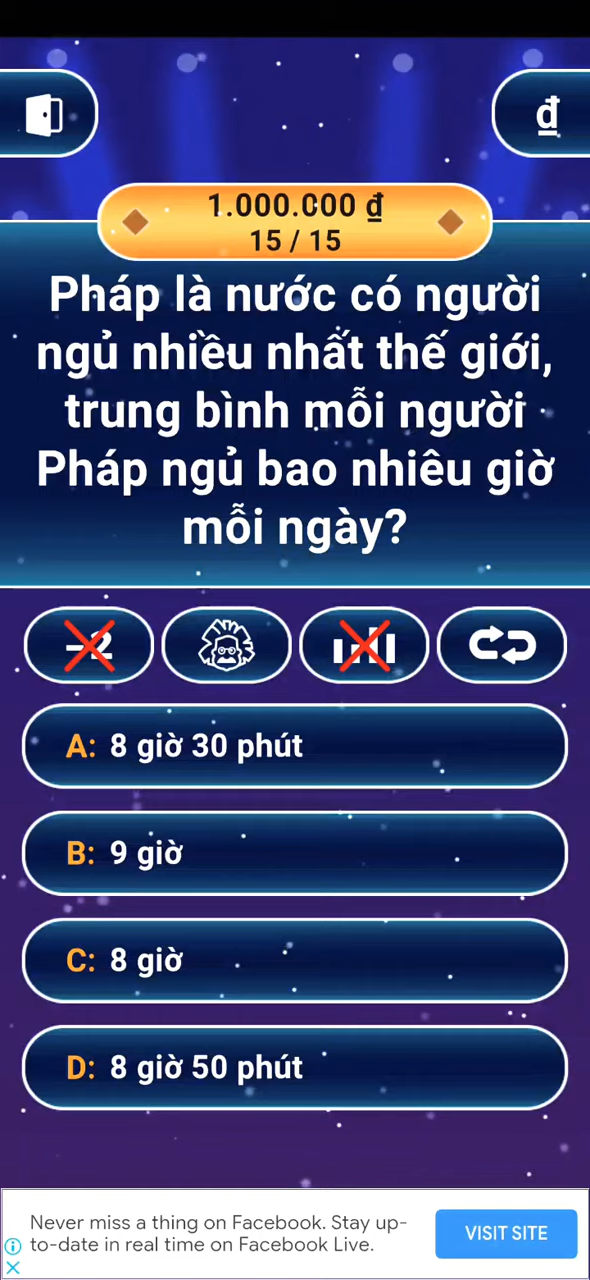 đ
1.000.000 ₫
15 / 15
Pháp là nước có người
ngủ nhiều nhất thế giới,
trung bình mỗi người
Pháp ngủ bao nhiêu giờ
mỗi ngày?
-2
A: 8 giờ 30 phút
B: 9 giờ
C: 8 giờ
D: 8 giờ 50 phút
Never miss a thing on Facebook. Stay up-
to-date in real time on Facebook Live.
VISIT SITE